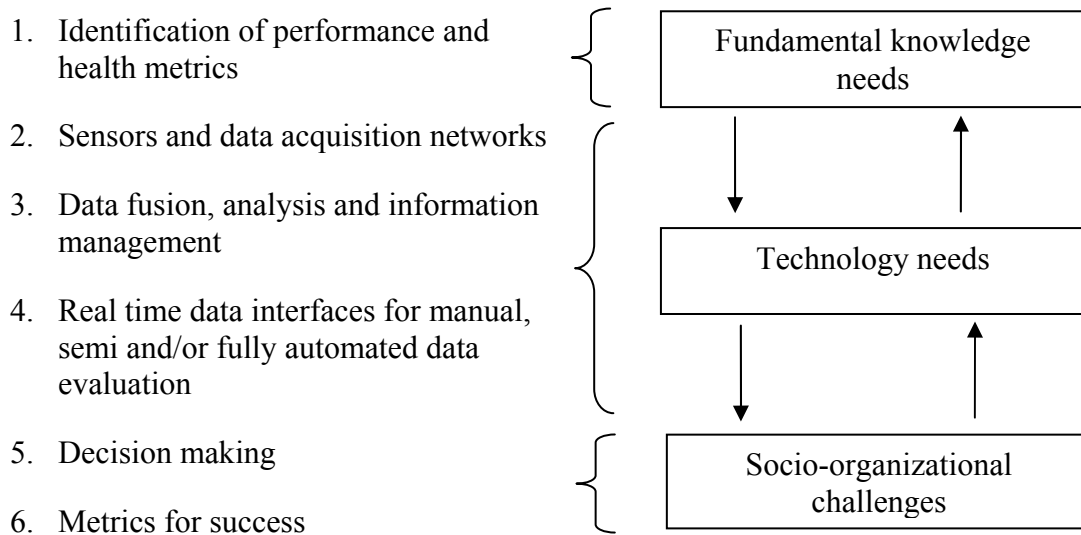 1. Identification of performance and
health metrics
2. Sensors and data acquisition networks
3. Data fusion, analysis and information
management
4. Real time data interfaces for manual,
semi and/or fully automated data
evaluation
5. Decision making
6. Metrics for success
Fundamental knowledge
needs
Technology needs
Socio-organizational
challenges